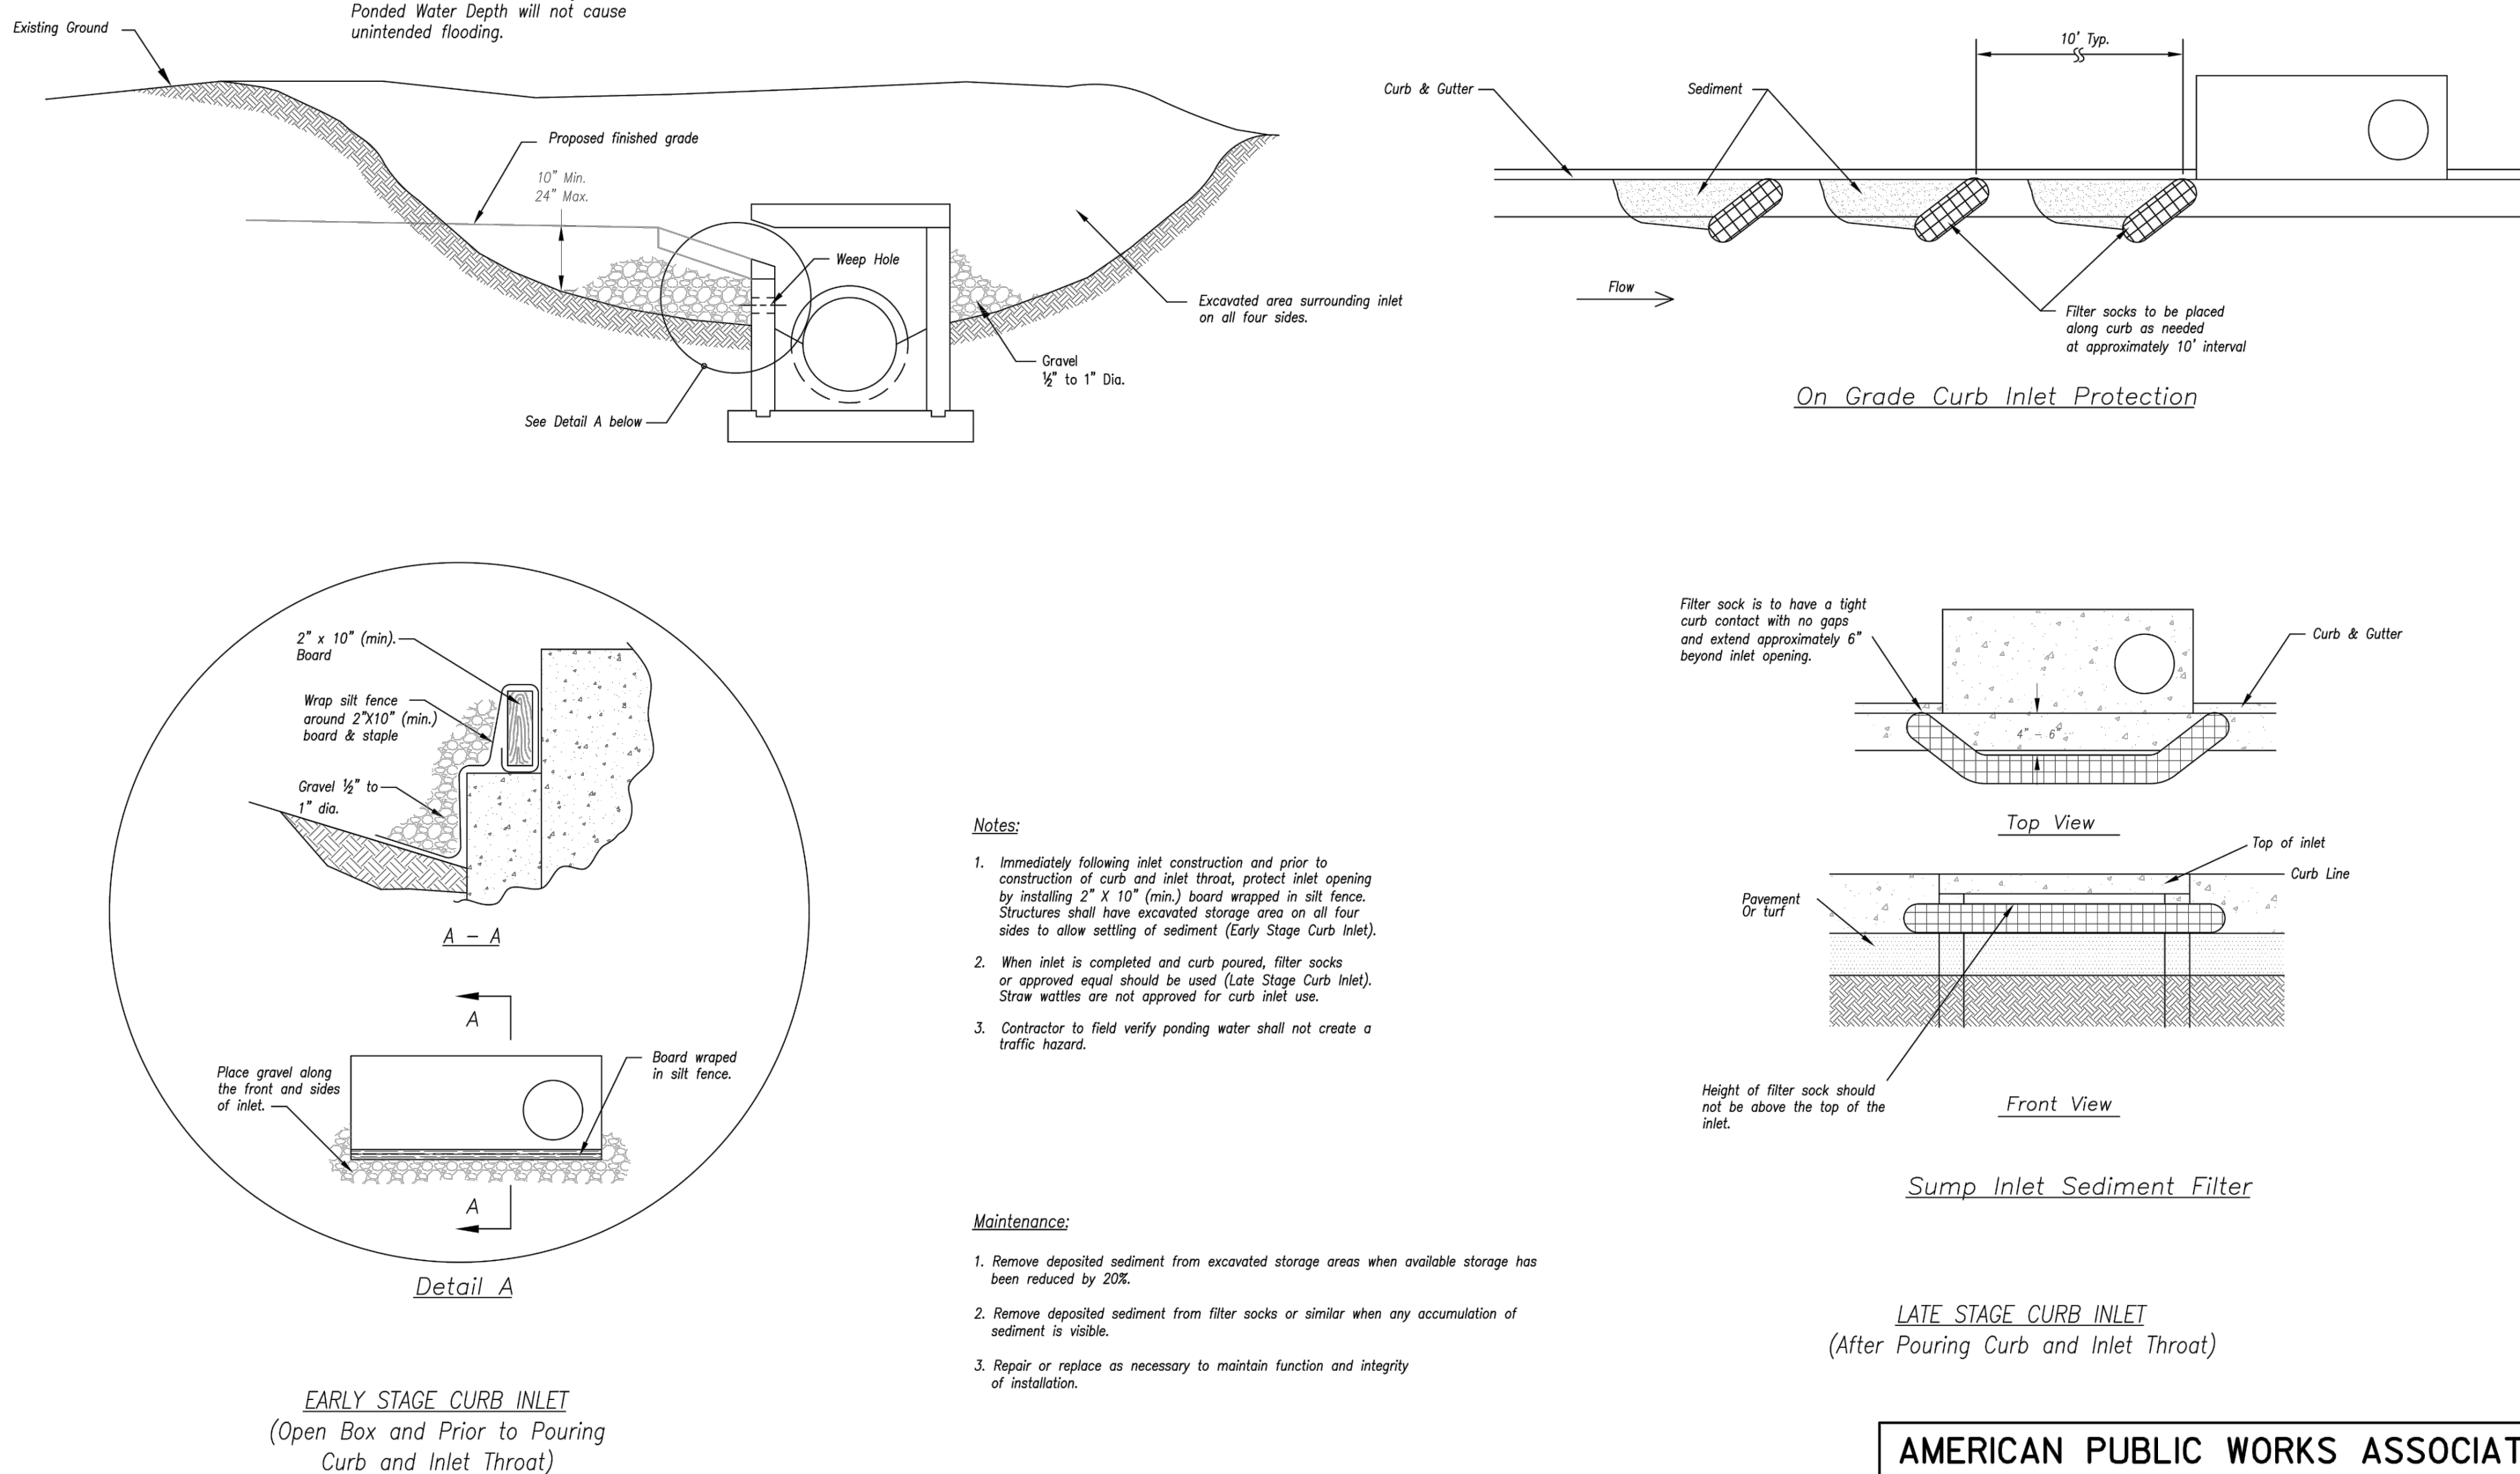 Ponded Water Depth will not cause
unintended flooding.
Existing Ground
Proposed finished grade
10" Min.
24" Max.
Weep Hole
Excavated area surrounding inlet
on all four sides.
Gravel
½" to 1" Dia.
See Detail A below
10' Typ.
Curb & Gutter
Sediment
Flow
Filter socks to be placed
along curb as needed
at approximately 10' interval
On Grade Curb Inlet Protection
2" x 10" (min).
Board
Wrap silt fence
around 2"X10" (min.)
board & staple
Gravel ½" to
1" dia.
A - A
A
Place gravel along
the front and sides
of inlet.
Board wraped
in silt fence.
A
Detail A
EARLY STAGE CURB INLET
(Open Box and Prior to Pouring
Curb and Inlet Throat)
Notes:
1. Immediately following inlet construction and prior to
construction of curb and inlet throat, protect inlet opening
by installing 2" X 10" (min.) board wrapped in silt fence.
Structures shall have excavated storage area on all four
sides to allow settling of sediment (Early Stage Curb Inlet).
2. When inlet is completed and curb poured, filter socks
or approved equal should be used (Late Stage Curb Inlet).
Straw wattles are not approved for curb inlet use.
3. Contractor to field verify ponding water shall not create a
traffic hazard.
Maintenance:
1. Remove deposited sediment from excavated storage areas when available storage has
been reduced by 20%.
2. Remove deposited sediment from filter socks or similar when any accumulation of
sediment is visible.
3. Repair or replace as necessary to maintain function and integrity
of installation.
Filter sock is to have a tight
curb contact with no gaps
and extend approximately 6"
beyond inlet opening.
Curb & Gutter
4" - 6"
Top View
Top of inlet
Curb Line
Pavement
Or turf
Height of filter sock should
not be above the top of the
inlet.
Front View
Sump Inlet Sediment Filter
LATE STAGE CURB INLET
(After Pouring Curb and Inlet Throat)
AMERICAN PUBLIC WORKS ASSOCIAT